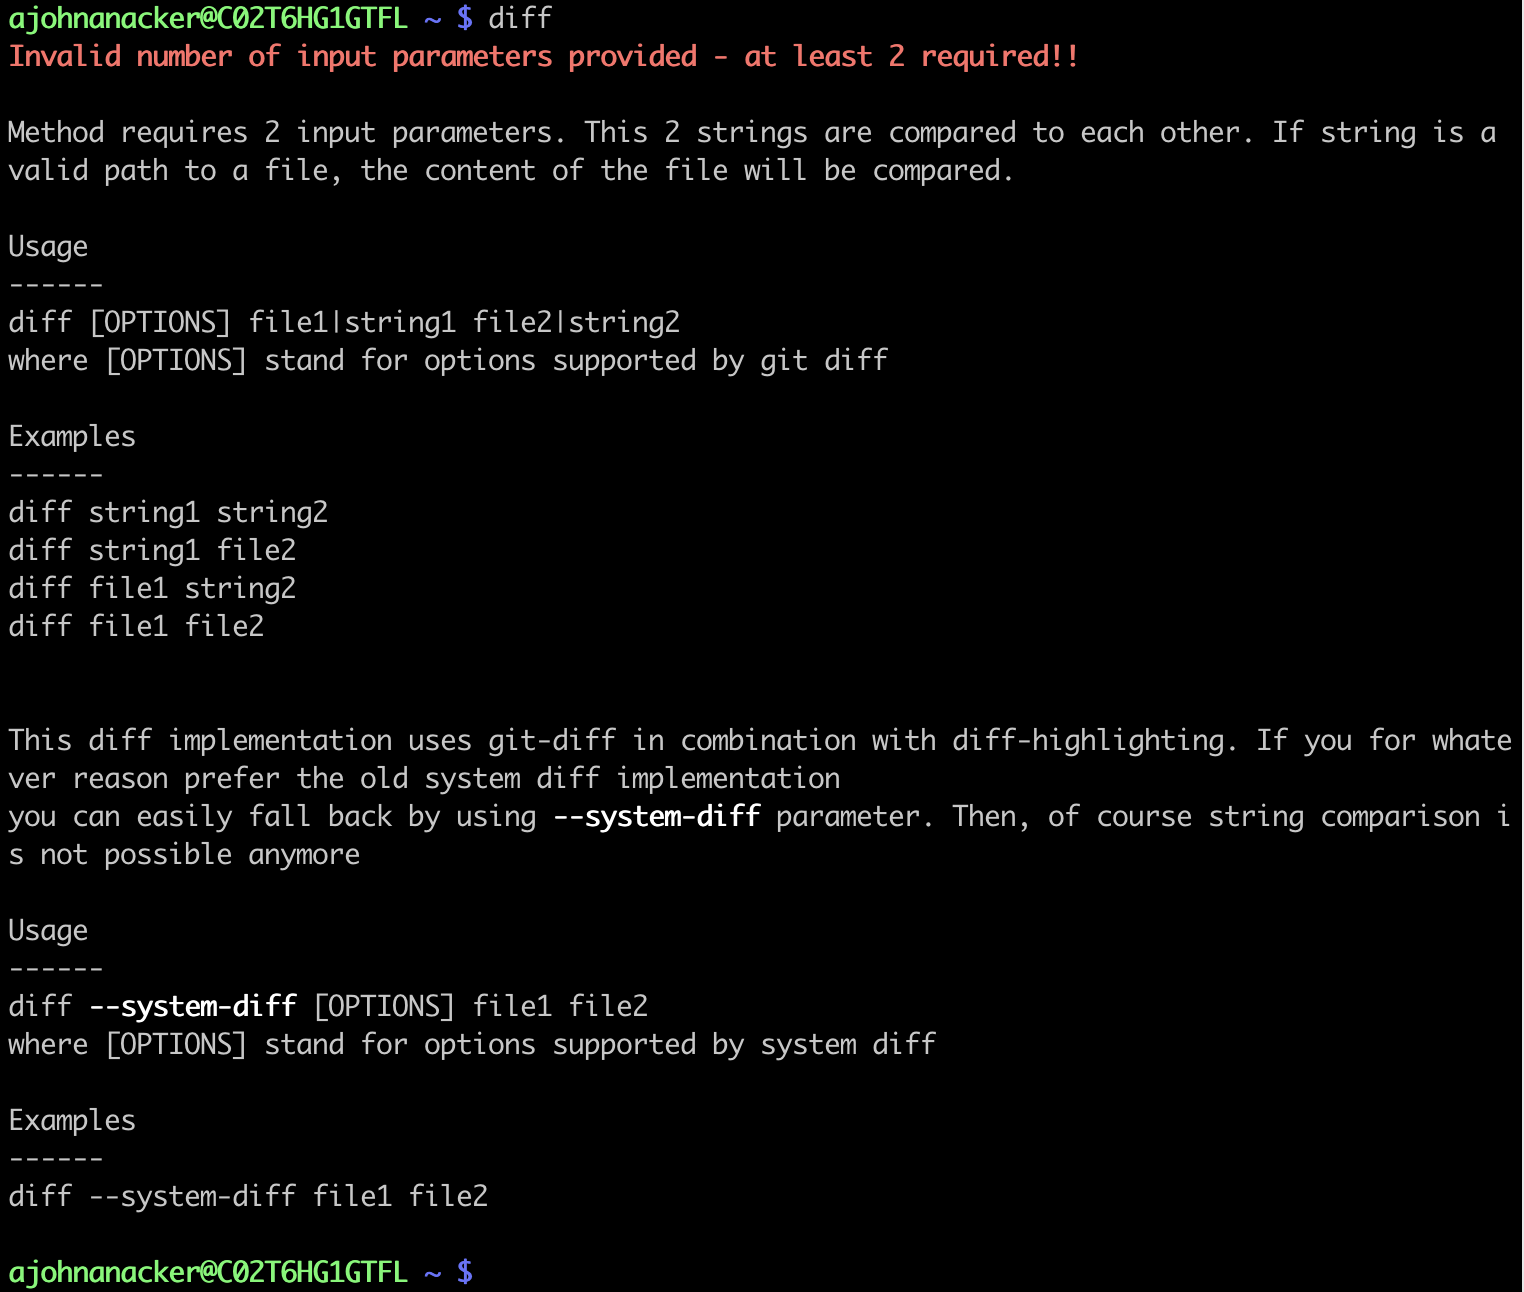 ajohnanacker@C02T6HG1GTFL ~ $ diff
Invalid number of input parameters provided - at least 2 required!!
Method requires 2 input parameters. This 2 strings are compared to each other. If string is a
valid path to a file, the content of the file will be compared.
Usage
------
diff [OPTIONS] file1|string1 file2|string2
where [OPTIONS] stand for options supported by git diff
Examples
------
diff string1 string2
diff string1 file2
diff file1 string2
diff file1 file2
This diff implementation uses git-diff in combination with diff-highlighting. If you for whate
ver reason prefer the old system diff implementation
you can easily fall back by using --system-diff parameter. Then, of course string comparison i
s not possible anymore
Usage
------
diff --system-diff [OPTIONS] file1 file2
where [OPTIONS] stand for options supported by system diff
Examples
------
diff --system-diff file1 file2
ajohnanacker@C02T6HG1GTFL ~ $